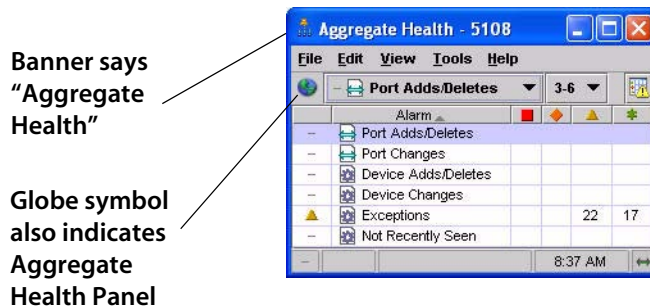 Aggregate Health - 5108
File Edit View Tools Help
Banner says
“Aggregate
Health”
– Port Adds/Deletes 3-6
Alarm
– Port Adds/Deletes
– Port Changes
– Device Adds/Deletes
– Device Changes
Exceptions 22 17
– Not Recently Seen
– 8:37 AM
Globe symbol
also indicates
Aggregate
Health Panel